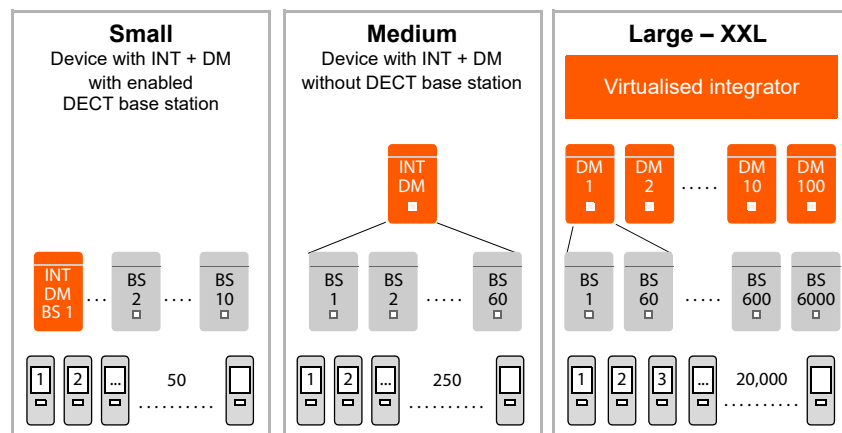 Small
Device with INT + DM
with enabled
DECT base station
INT
DM
BS 1
....
BS
2
....
BS
10
1
2
...
50
..........
Medium
Device with INT + DM
without DECT base station
INT
DM
BS
1
BS
2
.....
BS
60
1
2
...
250
..........
Large – XXL
Virtualised integrator
DM
1
DM
2
.....
DM
10
DM
100
BS
1
BS
60
.....
BS
600
BS
6000
1
2
3
...
20,000
..........